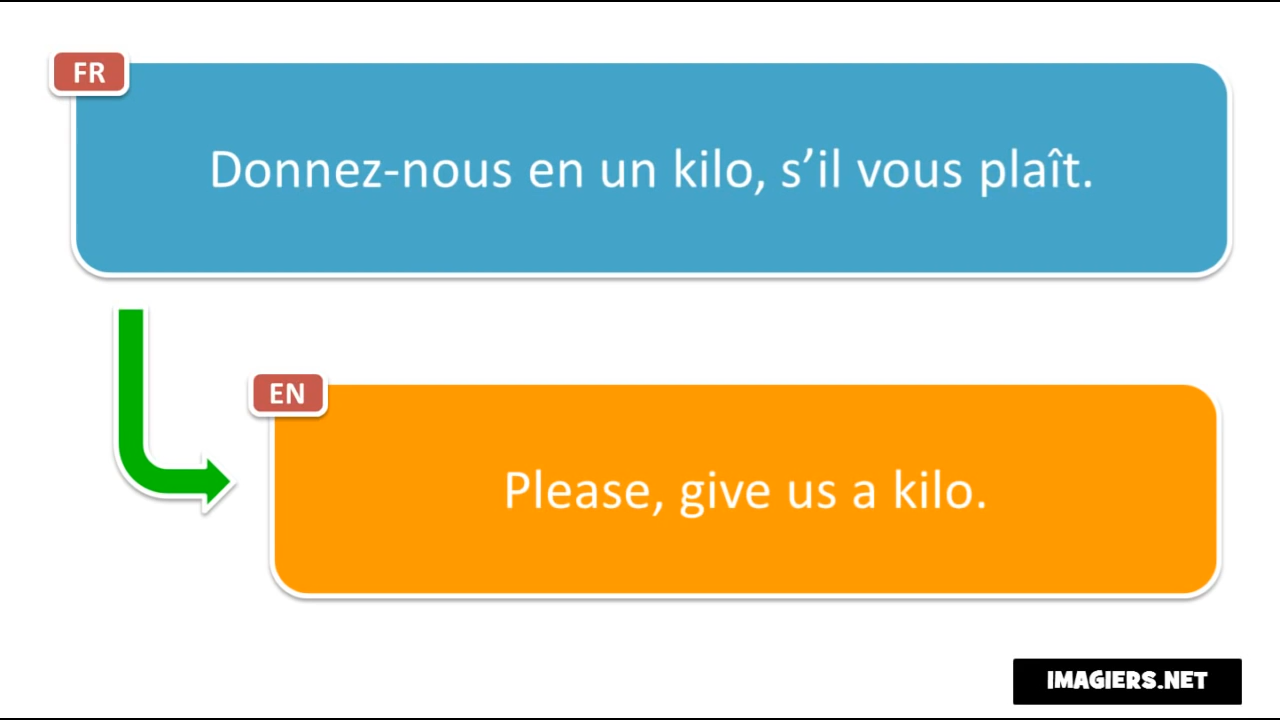 FR
Donnez-nous en un kilo, s’il vous plaît.
EN
Please, give us a kilo.
IMAGIERS.NET